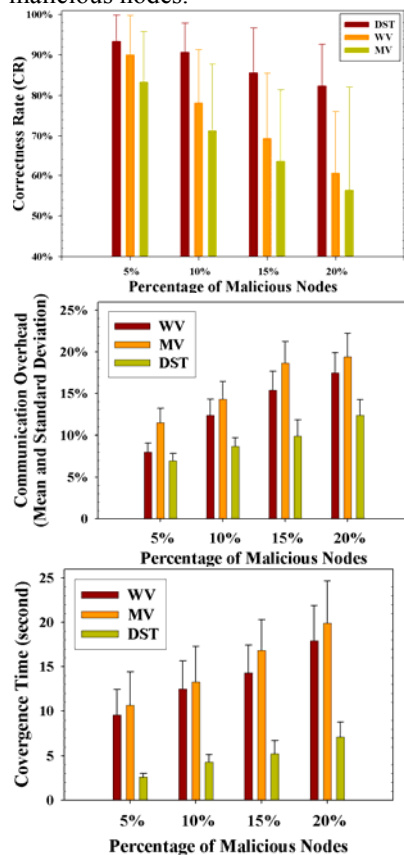 malicious nodes.
100%
90%
80%
70%
60%
50%
40%
Correctness Rate (CR)
DST
WV
MV
5% 10% 15% 20%
Percentage of Malicious Nodes
25%
20%
15%
10%
5%
0
Communication Overhead
(Mean and Standard Deviation)
WV
MV
DST
5% 10% 15% 20%
Percentage of Malicious Nodes
25
20
15
10
5
0
Covergence Time (second)
WV
MV
DST
5% 10% 15% 20%
Percentage of Malicious Nodes